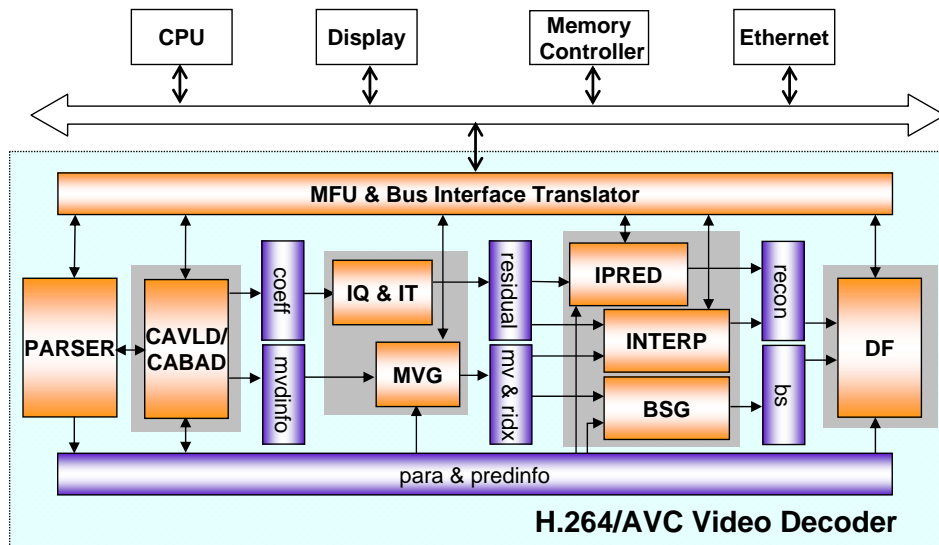 CPU
Display
Memory
Controller
Ethernet
MFU & Bus Interface Translator
PARSER
CAVLD/
CABAD
coeff
mvdinfo
IQ & IT
MVG
residual
mv & ridx
IPRED
INTERP
BSG
recon
bs
DF
para & predinfo
H.264/AVC Video Decoder